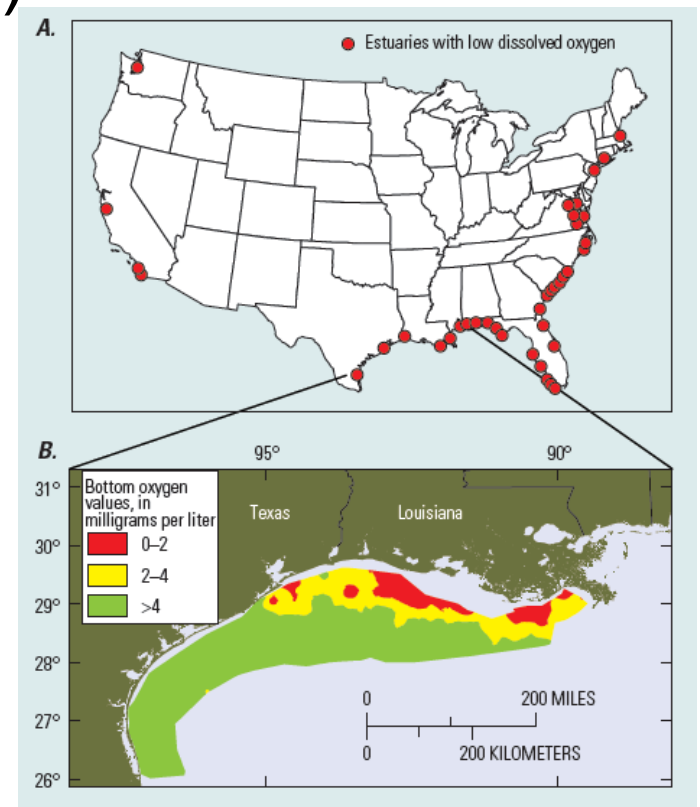 )
A.
Estuaries with low dissolved oxygen
B.
95°
90°
Bottom oxygen
values, in
milligrams per liter
0–2
2–4
>4
Texas
Louisiana
31°
30°
29°
28°
27°
26°
0
200 MILES
0
200 KILOMETERS